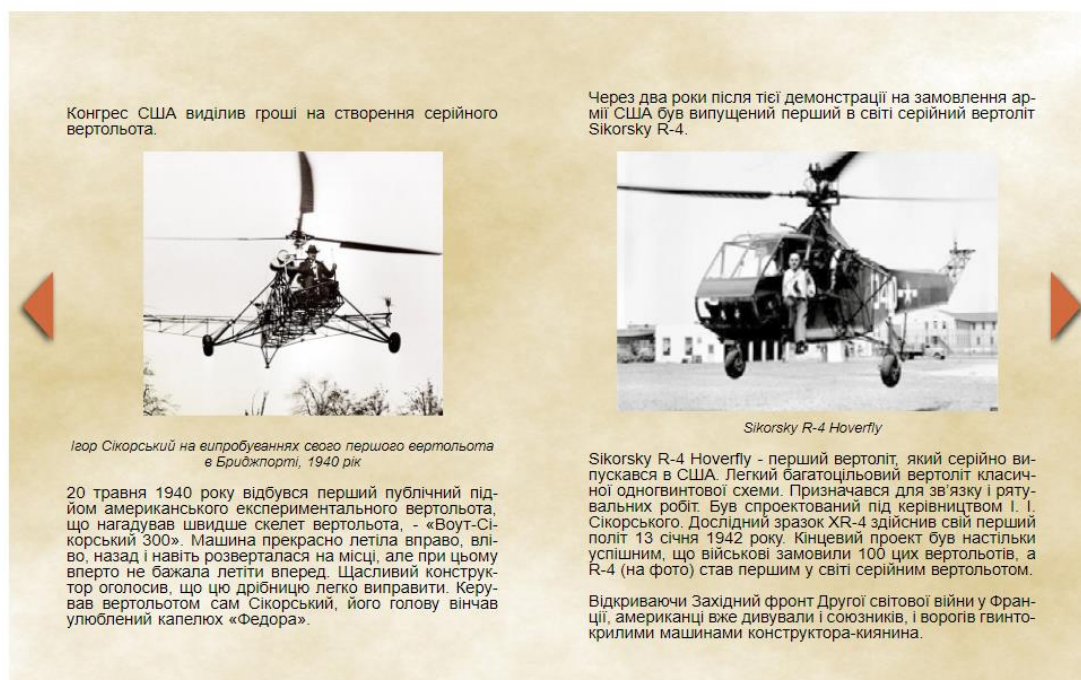 Конгрес США виділив гроші на створення серійного
вертольота.
Ігор Сікорський на випробуваннях свого першого вертольота
в Бриджпорті, 1940 рік
20 травня 1940 року відбувся перший публічний під-
йом американського експериментального вертольота,
що нагадував швидше скелет вертольота, - «Воут-Сі-
корський 300». Машина прекрасно летіла вправо, влі-
во, назад і навіть розверталася на місці, але при цьому
вперто не бажала летіти вперед. Щасливий конструк-
тор оголосив, що цю дрібницю легко виправити. Керу-
вав вертольотом сам Сікорський, його голову вінчав
улюблений капелюх «Федора».
Через два роки після тієї демонстрації на замовлення ар-
мії США був випущений перший в світі серійний вертоліт
Sikorsky R-4.
Sikorsky R-4 Hoverfly
Sikorsky R-4 Hoverfly - перший вертоліт, який серійно ви-
пускався в США. Легкий багатоцільовий вертоліт класич-
ної одногвинтової схеми. Призначався для зв’язку і ряту-
вальних робіт. Був спроектований під керівництвом І. І.
Сікорського. Дослідний зразок XR-4 здійснив свій перший
політ 13 січня 1942 року. Кінцевий проект був настільки
успішним, що військові замовили 100 цих вертольотів, а
R-4 (на фото) став першим у світі серійним вертольотом.
Відкриваючи Західний фронт Другої світової війни у Фран-
ції, американці вже дивували і союзників, і ворогів гвинто-
крилими машинами конструктора-киянина.